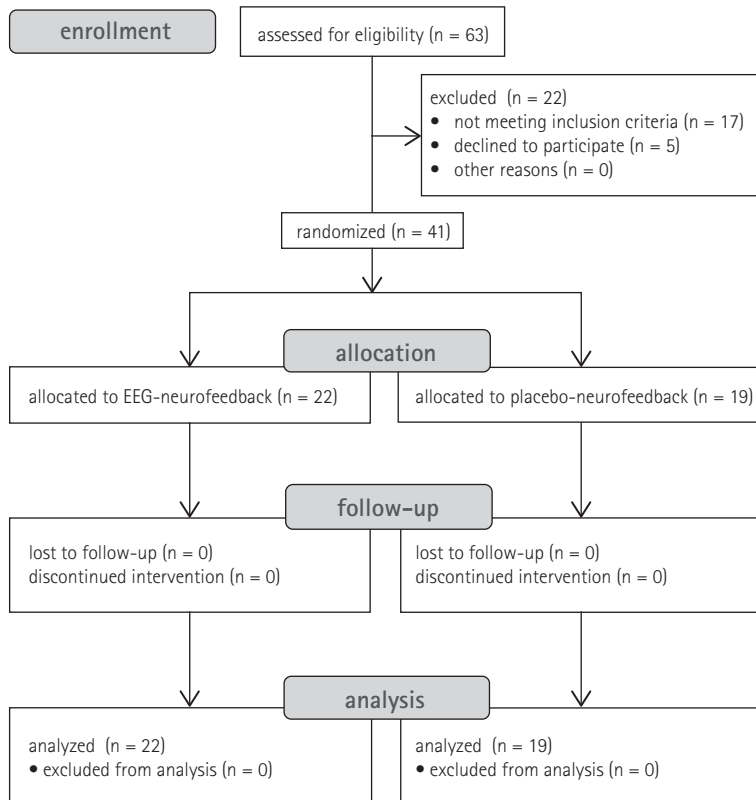 enrollment
assessed for eligibility (n = 63)
excluded (n = 22)
• not meeting inclusion criteria (n = 17)
• declined to participate (n = 5)
• other reasons (n = 0)
randomized (n = 41)
allocation
allocated to EEG-neurofeedback (n = 22)
allocated to placebo-neurofeedback (n = 19)
follow-up
lost to follow-up (n = 0)
discontinued intervention (n = 0)
lost to follow-up (n = 0)
discontinued intervention (n = 0)
analysis
analyzed (n = 22)
• excluded from analysis (n = 0)
analyzed (n = 19)
• excluded from analysis (n = 0)